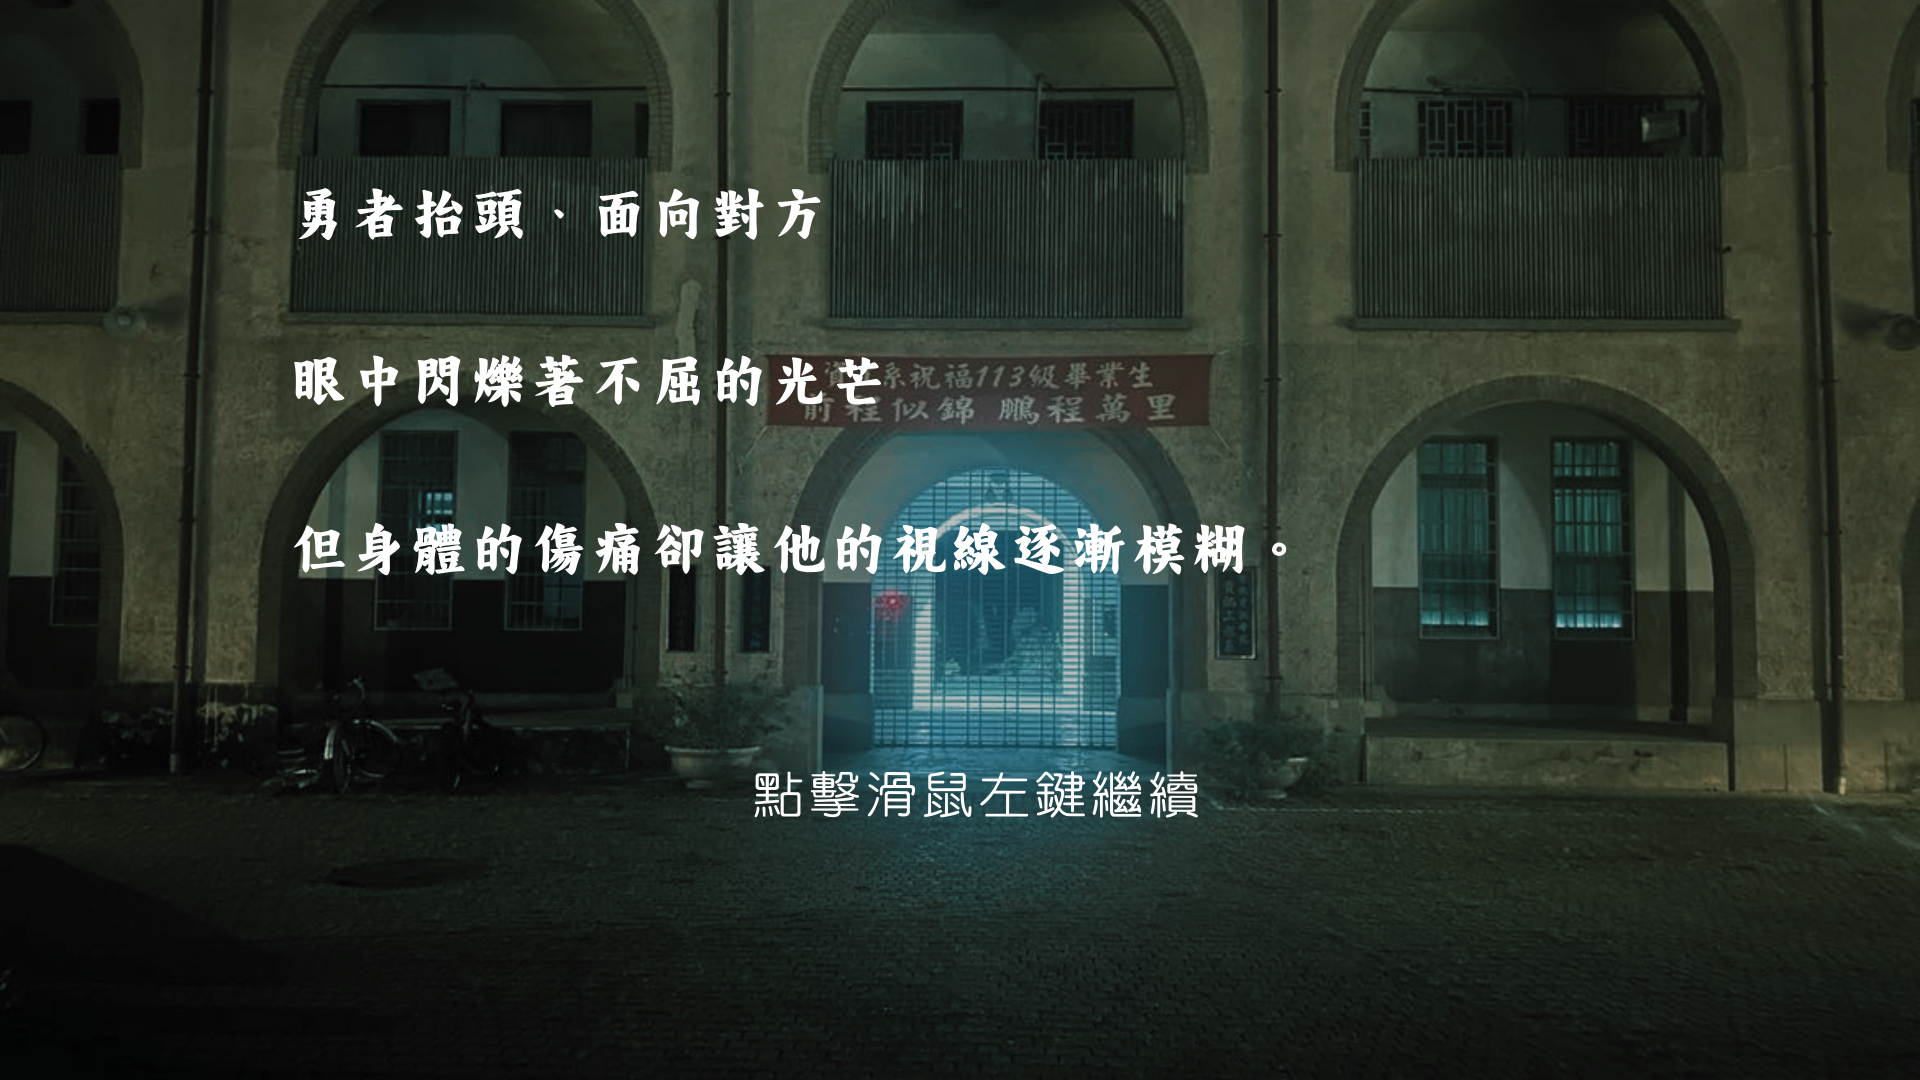 勇者抬頭、面向對方
眼中閃爍著不屈的光芒
系祝福113級畢業生
前程似錦 鵬程萬里
但身體的傷痛卻讓他的視線逐漸模糊。
點擊滑鼠左鍵繼續